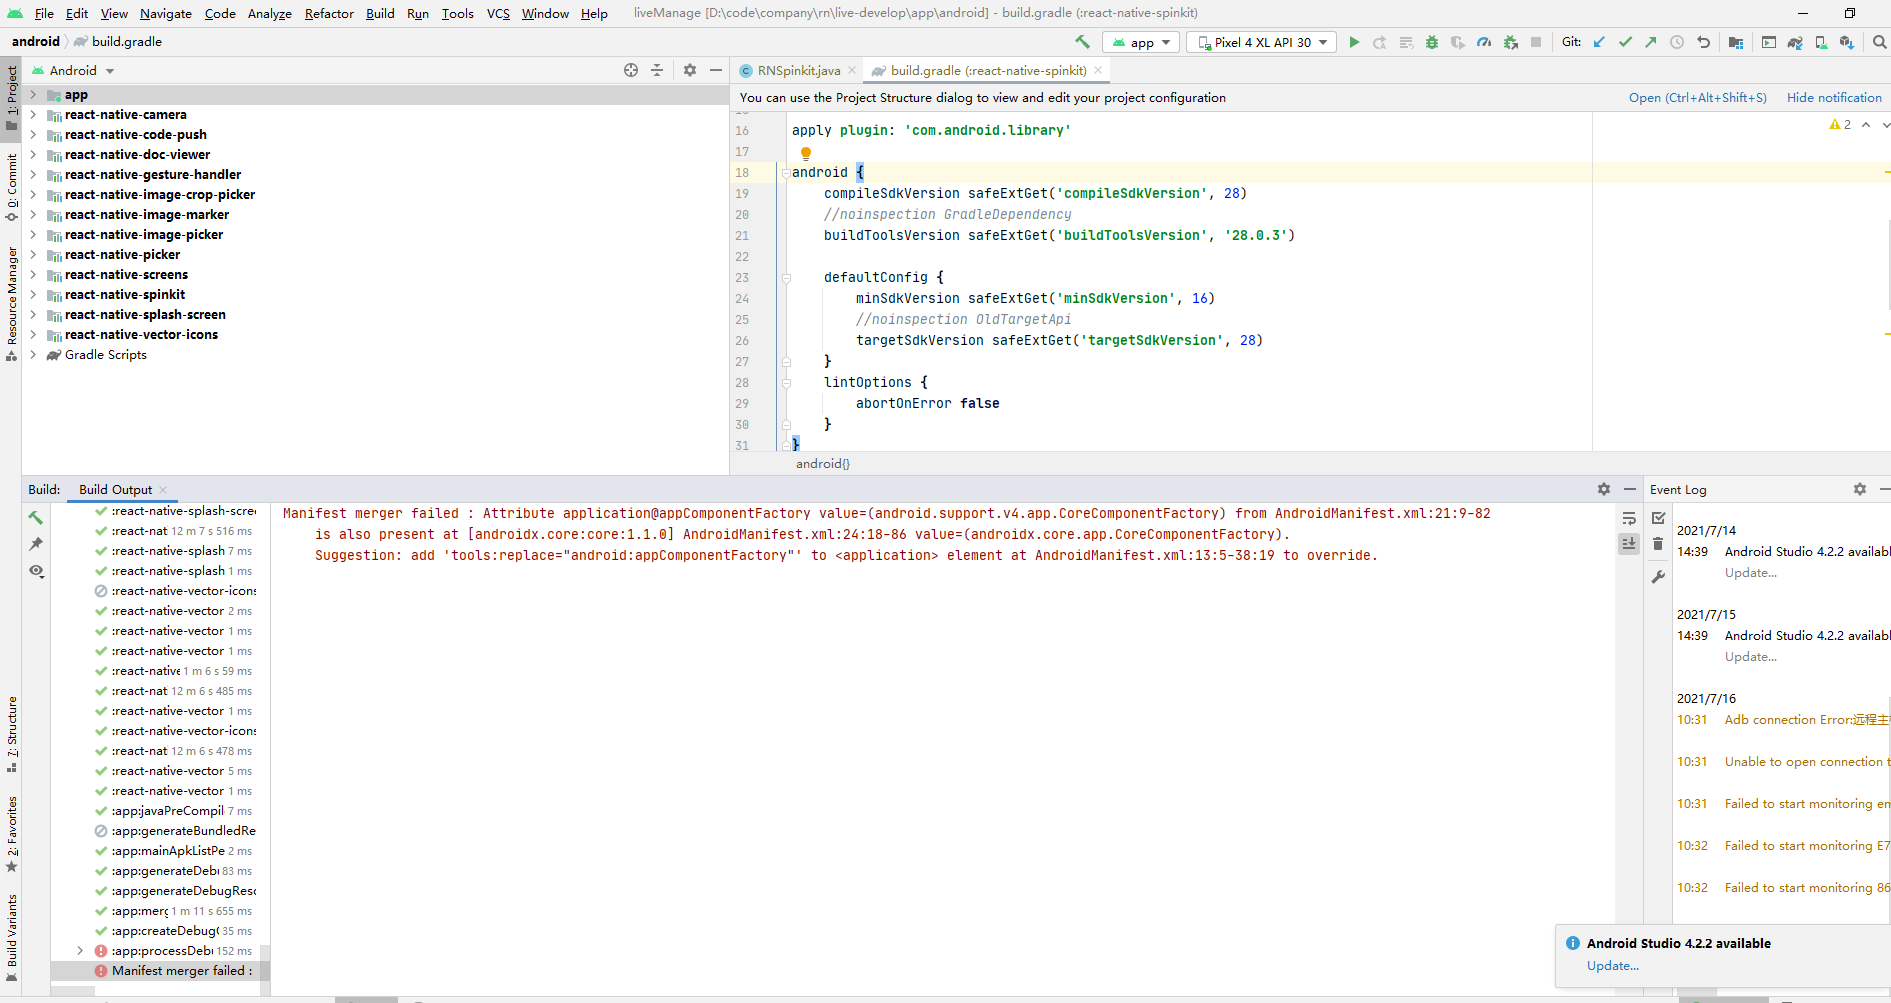 File Edit View Navigate Code Analyze Refactor Build Run Tools VCS Window Help liveManage [D:\code\company\rn\live-develop\app\android] - build.gradle (:react-native-spinkit)
android build.gradle
app Pixel 4 XL API 30 Git:
1: Project
0: Commit
Resource Manager
7: Structure
2: Favorites
Build Variants
Android
app
react-native-camera
react-native-code-push
react-native-doc-viewer
react-native-gesture-handler
react-native-image-crop-picker
react-native-image-marker
react-native-image-picker
react-native-picker
react-native-screens
react-native-spinkit
react-native-splash-screen
react-native-vector-icons
Gradle Scripts
RNSpinkit.java build.gradle (:react-native-spinkit)
You can use the Project Structure dialog to view and edit your project configuration Open (Ctrl+Alt+Shift+S) Hide notification
2
16 apply plugin: 'com.android.library'
17
18 android {
19 compileSdkVersion safeExtGet('compileSdkVersion', 28)
20 //noinspection GradleDependency
21 buildToolsVersion safeExtGet('buildToolsVersion', '28.0.3')
22
23 defaultConfig {
24 minSdkVersion safeExtGet('minSdkVersion', 16)
25 //noinspection OldTargetApi
26 targetSdkVersion safeExtGet('targetSdkVersion', 28)
27 }
28 lintOptions {
29 abortOnError false
30 }
31 }
android{}
Build: Build Output
:react-native-splash-scree
:react-nat 12 m 7 s 516 ms
:react-native-splash 7 ms
:react-native-splash 1 ms
:react-native-vector-icons
:react-native-vector 2 ms
:react-native-vector 1 ms
:react-native-vector 1 ms
:react-native 1 m 6 s 59 ms
:react-nat 12 m 6 s 485 ms
:react-native-vector 1 ms
:react-native-vector-icons
:react-nat 12 m 6 s 478 ms
:react-native-vector 5 ms
:react-native-vector 1 ms
:app:javaPreCompil 7 ms
:app:generateBundledRe
:app:mainApkListPe 2 ms
:app:generateDebu 83 ms
:app:generateDebugReso
:app:merg 1 m 11 s 655 ms
:app:createDebugC 35 ms
:app:processDebu 152 ms
Manifest merger failed :
Manifest merger failed : Attribute application@appComponentFactory value=(android.support.v4.app.CoreComponentFactory) from AndroidManifest.xml:21:9-82
is also present at [androidx.core:core:1.1.0] AndroidManifest.xml:24:18-86 value=(androidx.core.app.CoreComponentFactory).
Suggestion: add 'tools:replace="android:appComponentFactory"' to <application> element at AndroidManifest.xml:13:5-38:19 to override.
Event Log
2021/7/14
14:39 Android Studio 4.2.2 availabl
Update...
2021/7/15
14:39 Android Studio 4.2.2 availabl
Update...
2021/7/16
10:31 Adb connection Error:远程主
10:31 Unable to open connection t
10:31 Failed to start monitoring em
10:32 Failed to start monitoring E7
10:32 Failed to start monitoring 86
Android Studio 4.2.2 available
Update...